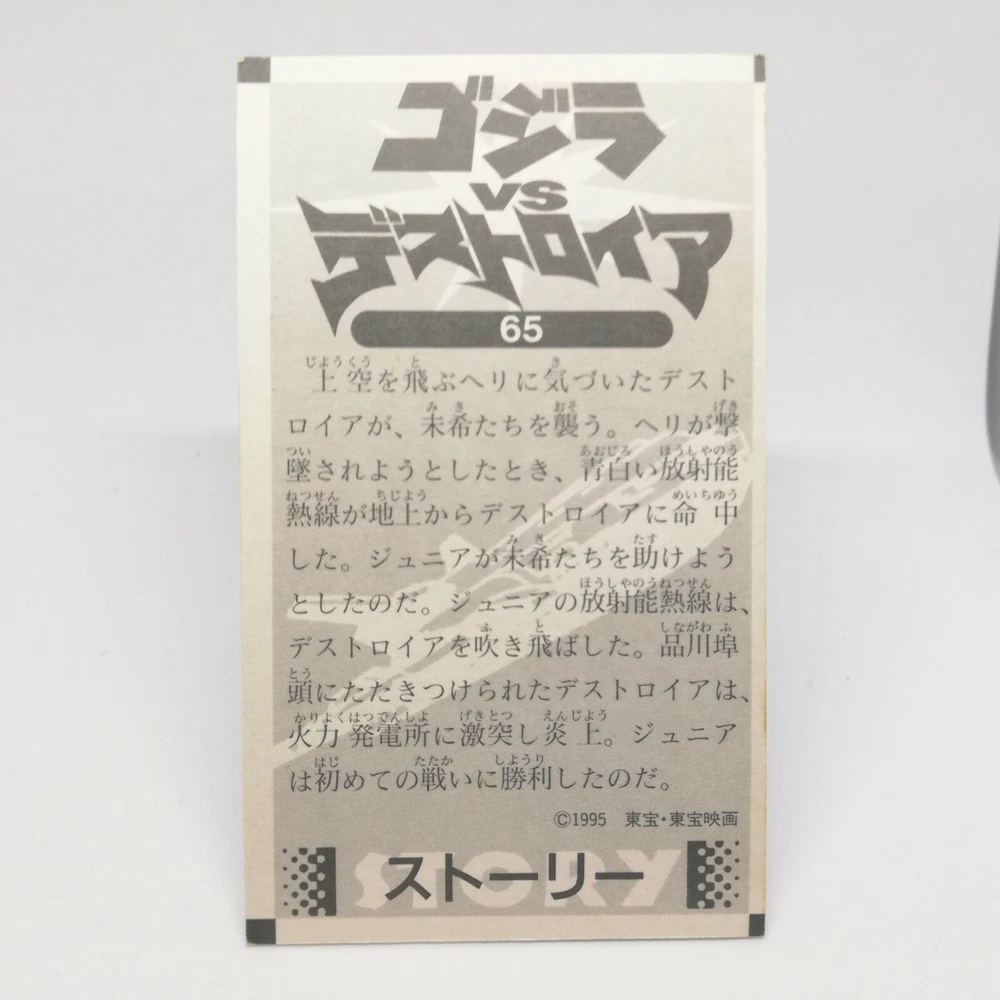 ゴジラ
VS
デストロイア
65
上空を飛ぶヘリに気づいたデスト
ロイアが、未希たちを襲う。ヘリが撃
墜されようとしたとき、青白い放射能
熱線が地上からデストロイアに命中
した。ジュニアが未希たちを助けよう
としたのだ。ジュニアの放射能熱線は、
デストロイアを吹き飛ばした。品川埠
頭にたたきつけられたデストロイアは、
火力発電所に激突し炎上。ジュニア
は初めての戦いに勝利したのだ。
©1995 東宝・東宝映画
STORY
ストーリー